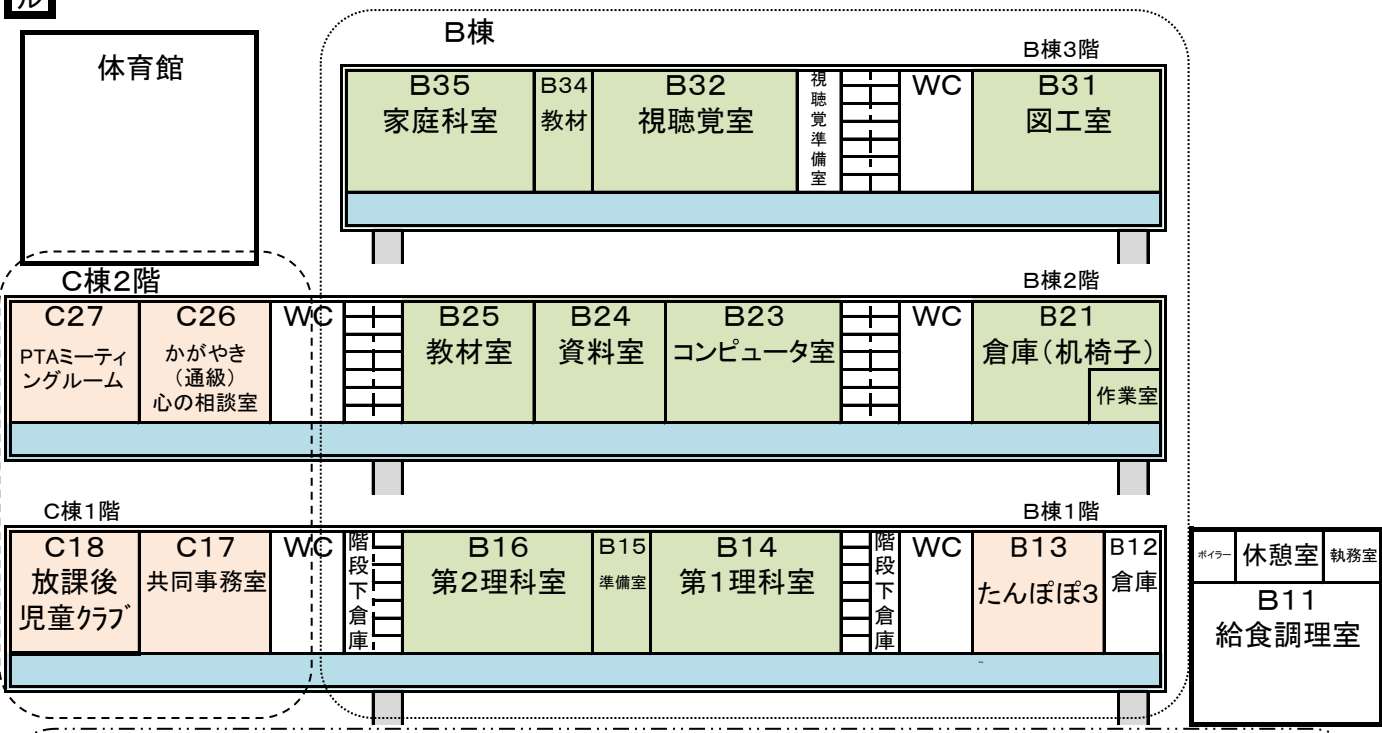 ル
体育館
B棟
B棟3階
B35
家庭科室
B34
教材
B32
視聴覚室
視聴覚準備室
WC
B31
図工室
C棟2階
B棟2階
C27
PTAミーティ
ングルーム
C26
かがやき
(通級)
心の相談室
WC
B25
教材室
B24
資料室
B23
コンピュータ室
WC
B21
倉庫(机椅子)
作業室
C棟1階
B棟1階
C18
放課後
児童クラブ
C17
共同事務室
WC
階段下倉庫
B16
第2理科室
B15
準備室
B14
第1理科室
階段下倉庫
WC
B13
たんぽぽ3
B12
倉庫
ボイラー
休憩室
執務室
B11
給食調理室